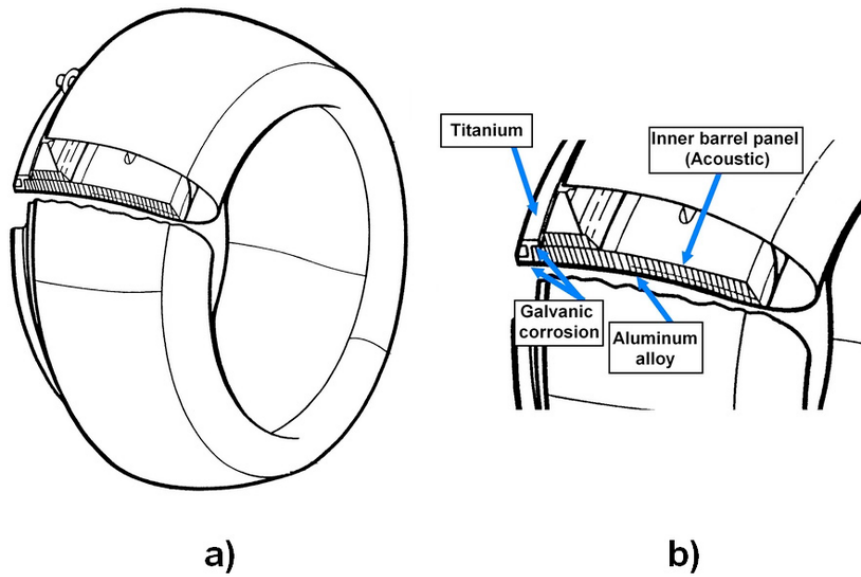 Titanium
Inner barrel panel
(Acoustic)
Galvanic
corrosion
Aluminum
alloy
a)
b)